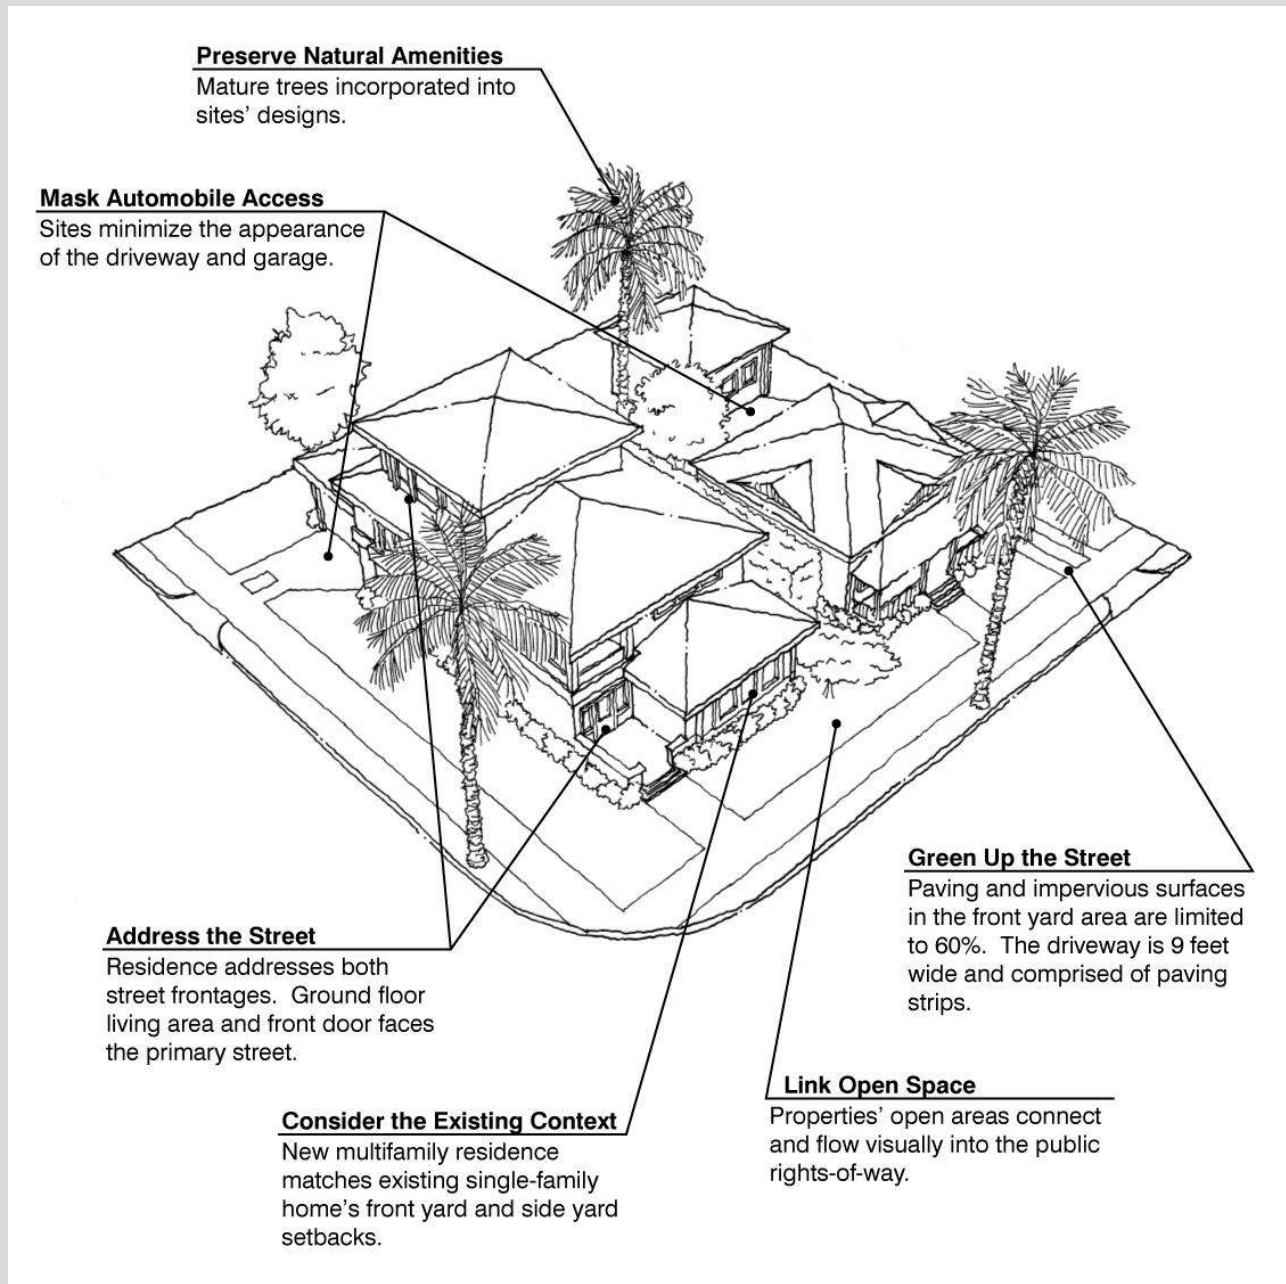 Preserve Natural Amenities
Mature trees incorporated into
sites' designs.
Mask Automobile Access
Sites minimize the appearance
of the driveway and garage.
Green Up the Street
Paving and impervious surfaces
in the front yard area are limited
to 60%.  The driveway is 9 feet
wide and comprised of paving
strips.
Address the Street
Residence addresses both
street frontages.  Ground floor
living area and front door faces
the primary street.
Link Open Space
Properties' open areas connect
and flow visually into the public
rights-of-way.
Consider the Existing Context
New multifamily residence
matches existing single-family
home's front yard and side yard
setbacks.